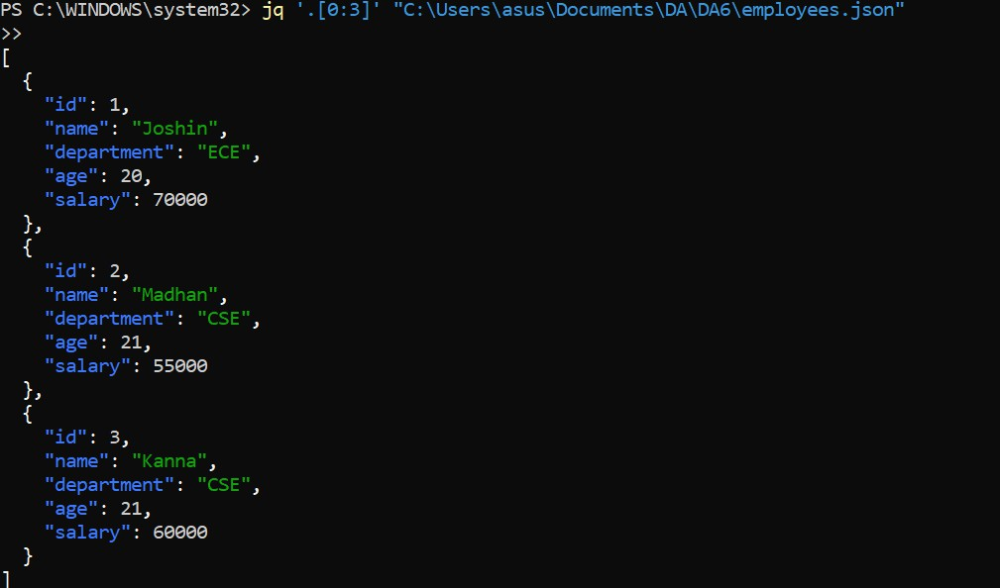 PS C:\WINDOWS\system32> jq '.[0:3]' "C:\Users\asus\Documents\DA\DA6\employees.json"
>>
[
  {
    "id": 1,
    "name": "Joshin",
    "department": "ECE",
    "age": 20,
    "salary": 70000
  },
  {
    "id": 2,
    "name": "Madhan",
    "department": "CSE",
    "age": 21,
    "salary": 55000
  },
  {
    "id": 3,
    "name": "Kanna",
    "department": "CSE",
    "age": 21,
    "salary": 60000
  }
]